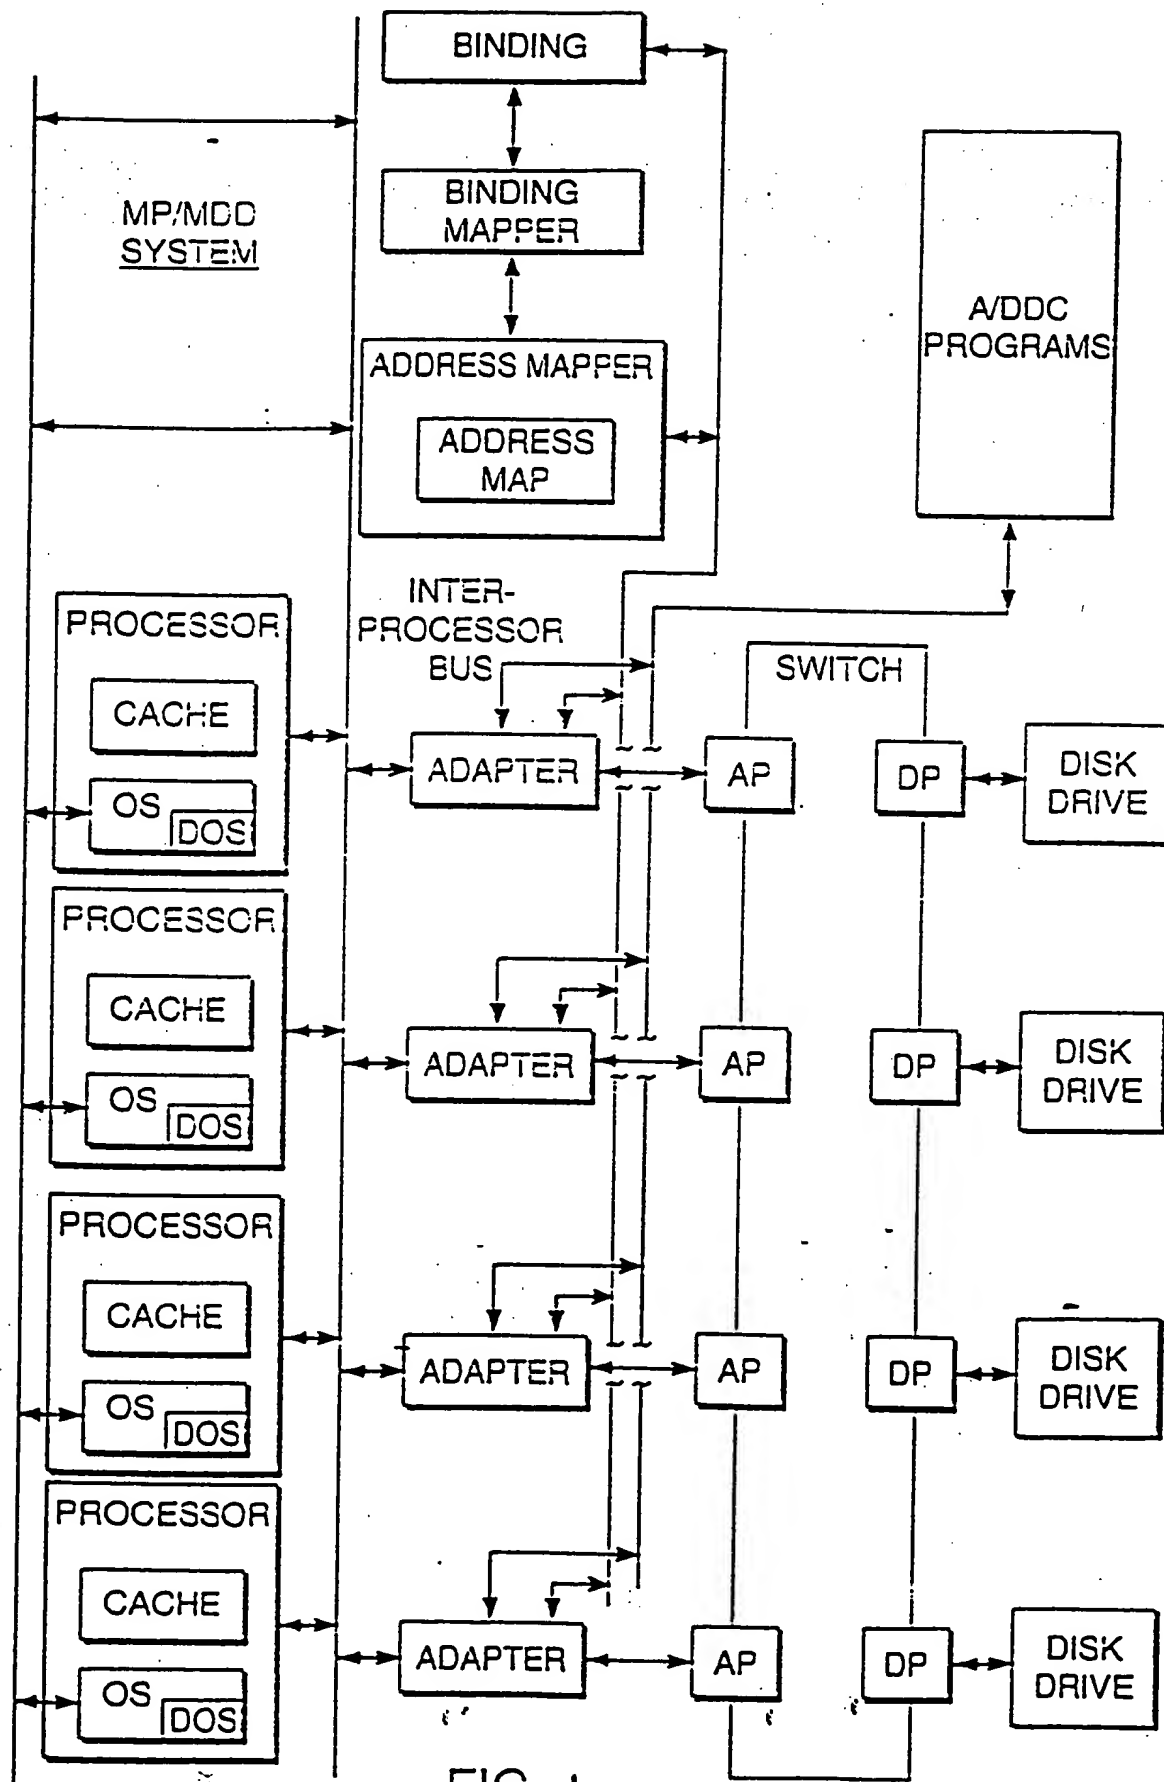 BINDING
MP/MDD
SYSTEM
BINDING
MAPPER
A/DDC
PROGRAMS
ADDRESS MAPPER
ADDRESS
MAP
INTER-
PROCESSOR
BUS
SWITCH
PROCESSOR
CACHE
OS
DOS
ADAPTER
AP
DP
DISK
DRIVE
PROCESSOR
CACHE
OS
DOS
ADAPTER
AP
DP
DISK
DRIVE
PROCESSOR
CACHE
OS
DOS
ADAPTER
AP
DP
DISK
DRIVE
PROCESSOR
CACHE
OS
DOS
ADAPTER
AP
DP
DISK
DRIVE
FIG.